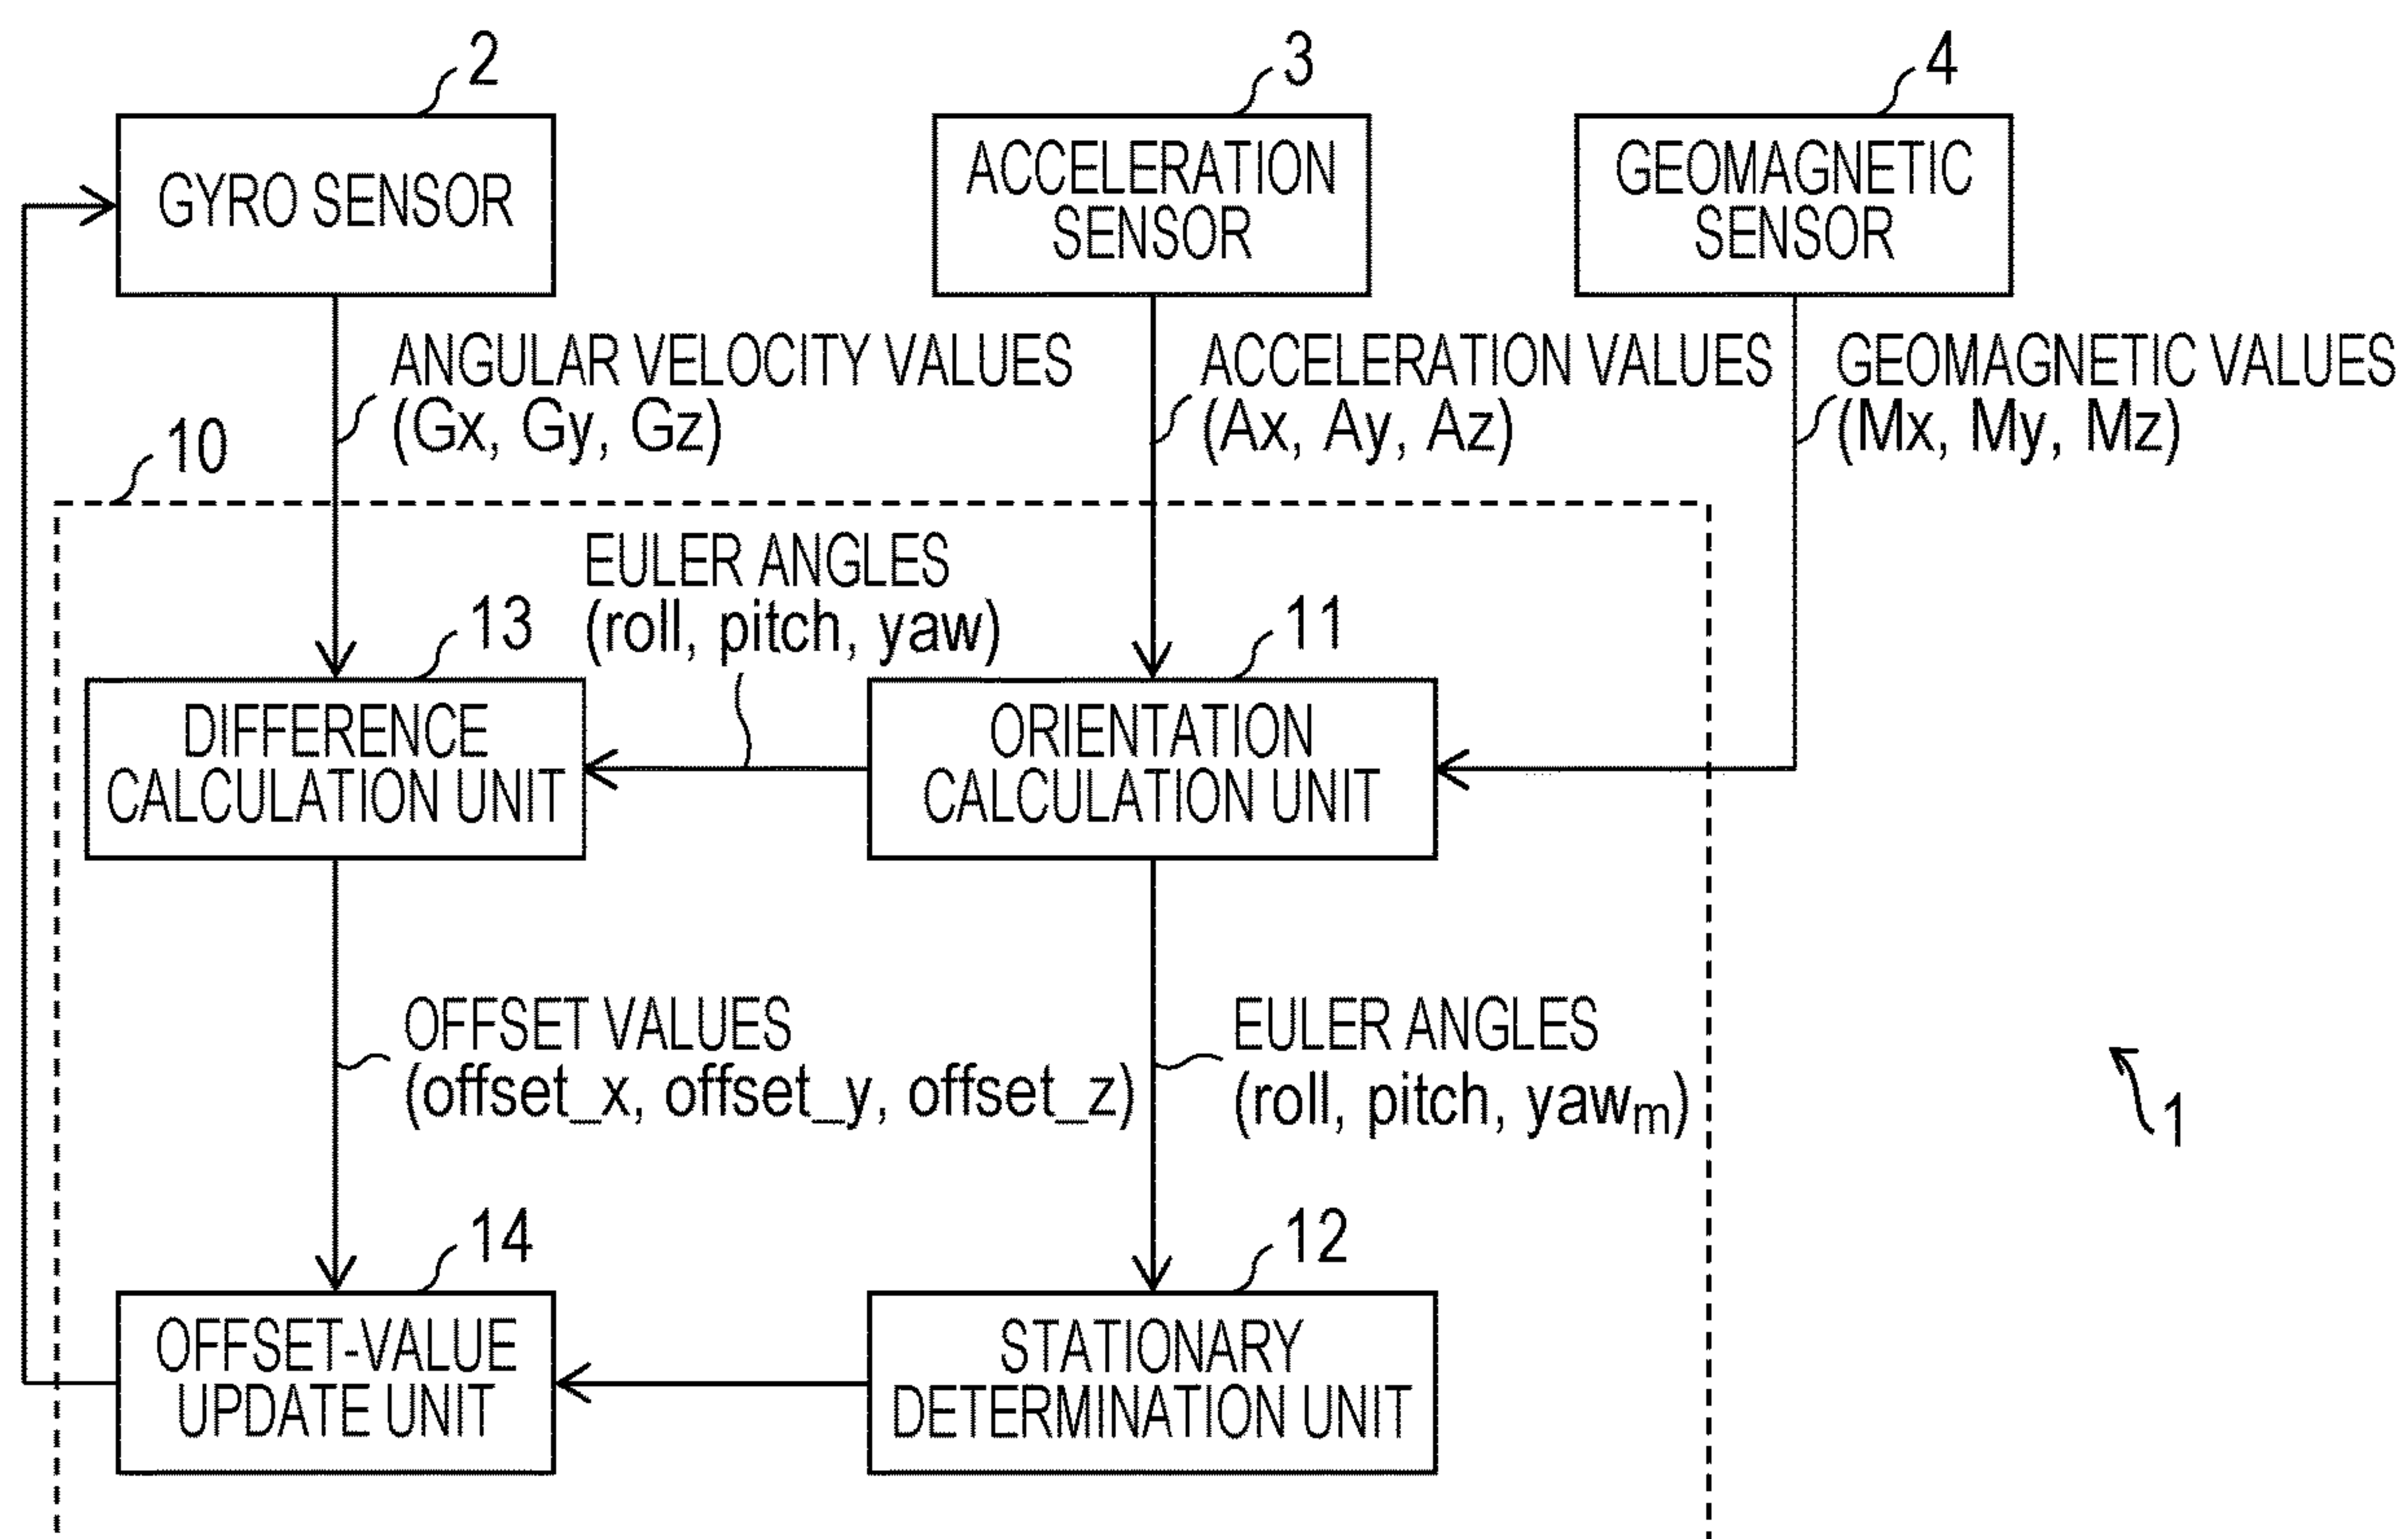 2
GYRO SENSOR
3
ACCELERATION
SENSOR
4
GEOMAGNETIC
SENSOR
ANGULAR VELOCITY VALUES
(Gx, Gy, Gz)
ACCELERATION VALUES
(Ax, Ay, Az)
GEOMAGNETIC VALUES
(Mx, My, Mz)
10
EULER ANGLES
(roll, pitch, yaw)
13
DIFFERENCE
CALCULATION UNIT
11
ORIENTATION
CALCULATION UNIT
OFFSET VALUES
(offset_x, offset_y, offset_z)
EULER ANGLES
(roll, pitch, yawm)
1
14
OFFSET-VALUE
UPDATE UNIT
12
STATIONARY
DETERMINATION UNIT